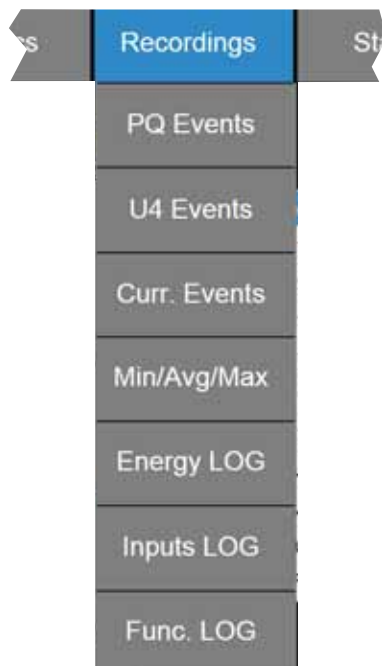 Recordings
PQ Events
U4 Events
Curr. Events
Min/Avg/Max
Energy LOG
Inputs LOG
Func. LOG